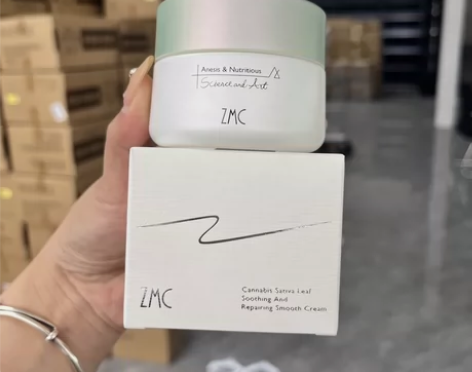 Anesis & Nutritious
Science and Art
ZMC
ZMC
Cannabis Sativa Leaf
Soothing And
Repairing Smooth Cream